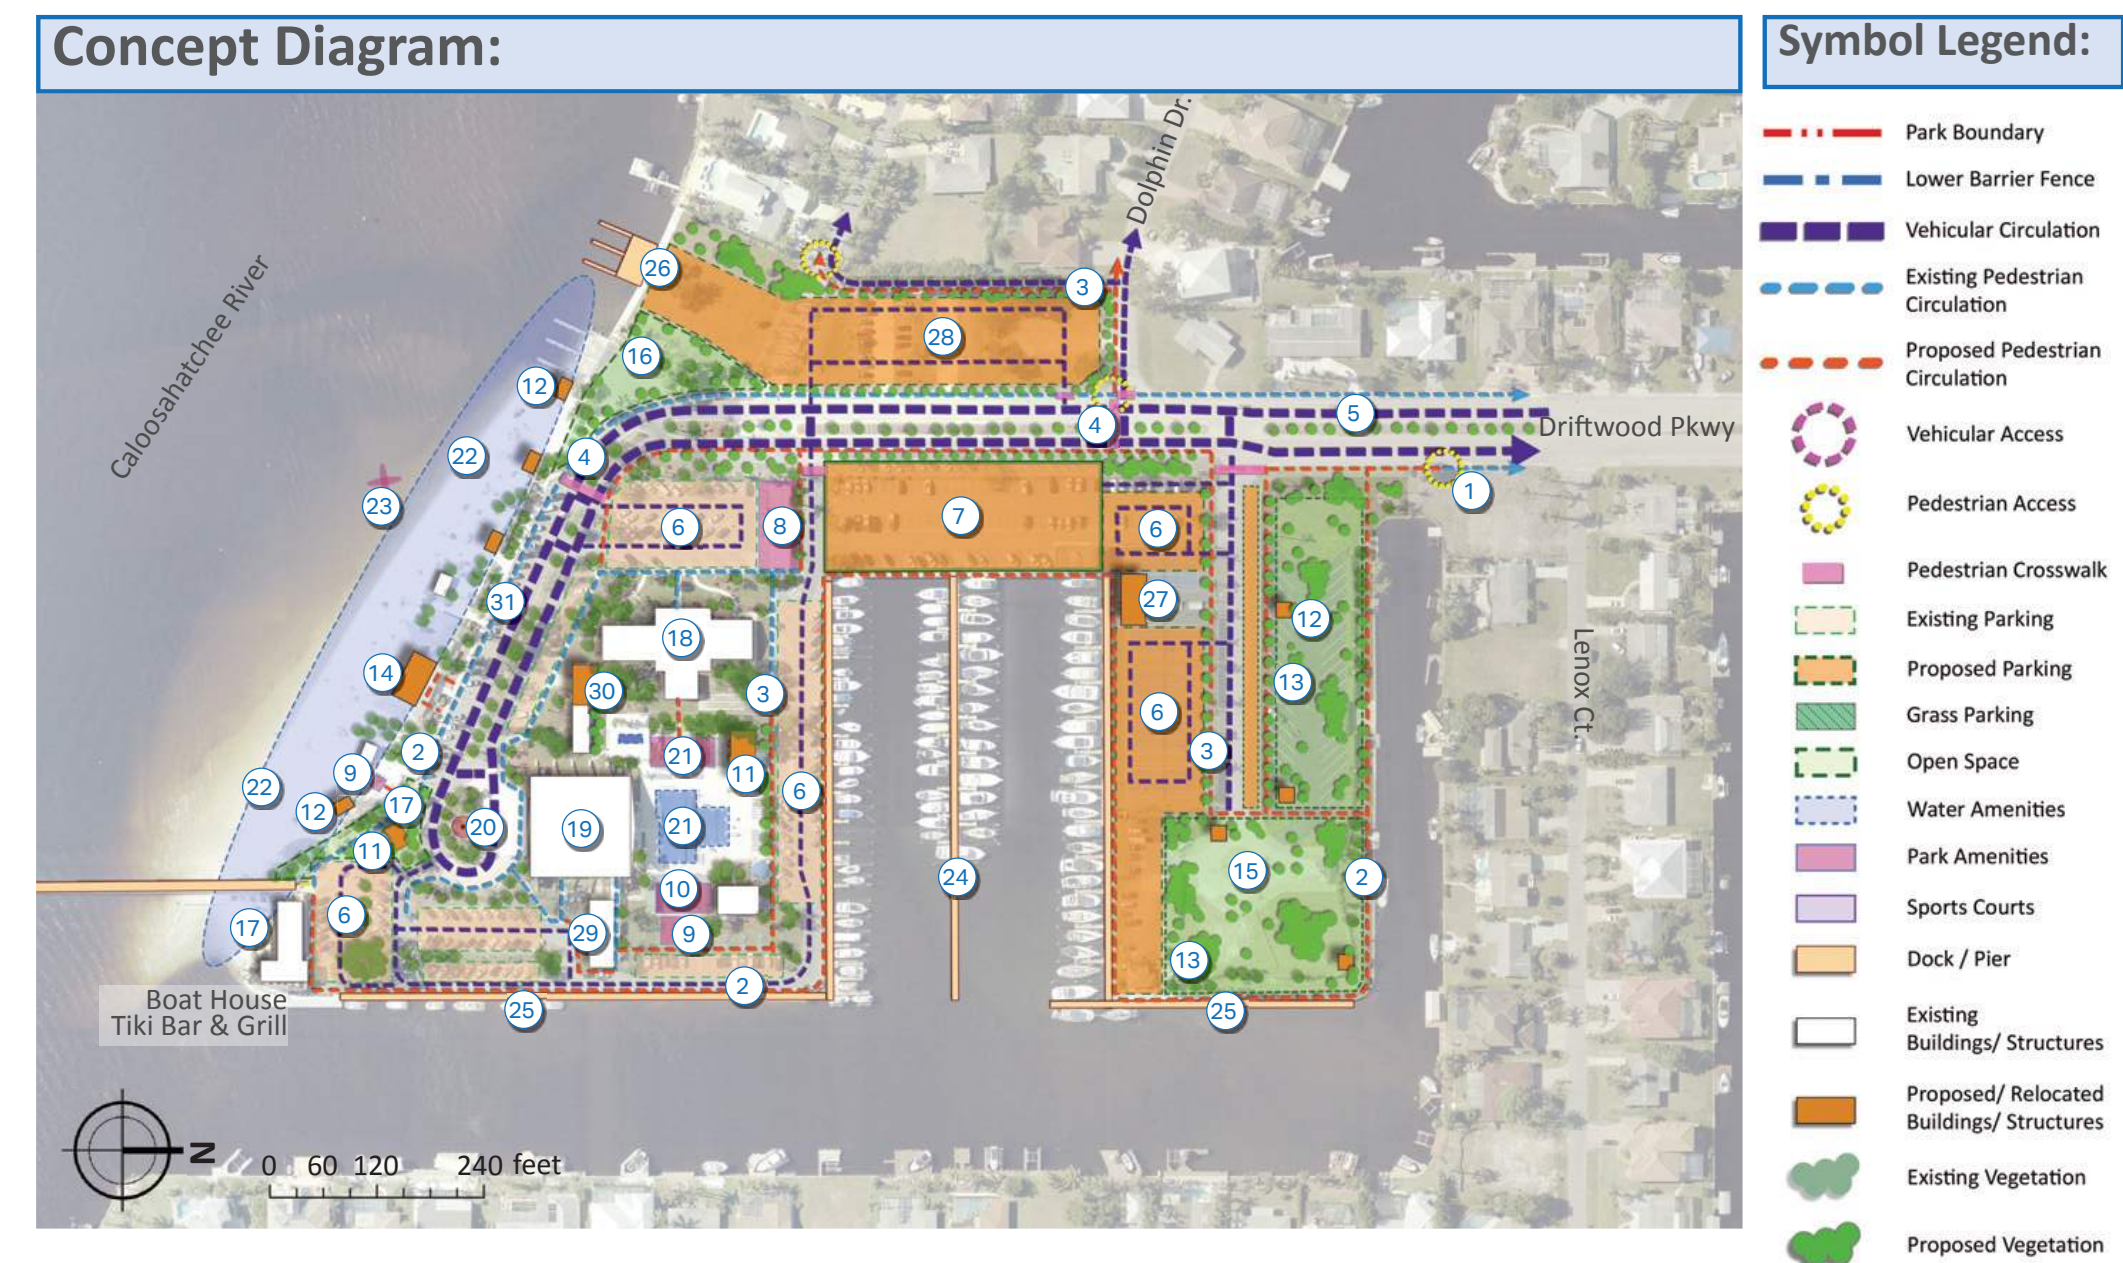 Concept Diagram:
Symbol Legend:
Park Boundary
Lower Barrier Fence
Vehicular Circulation
Existing Pedestrian
Circulation
Proposed Pedestrian
Circulation
Vehicular Access
Pedestrian Access
Pedestrian Crosswalk
Existing Parking
Proposed Parking
Grass Parking
Open Space
Water Amenities
Park Amenities
Sports Courts
Dock / Pier
Existing
Buildings/ Structures
Proposed/ Relocated
Buildings/ Structures
Existing Vegetation
Proposed Vegetation
Dolphin Dr.
Caloosahatchee River
Driftwood Pkwy
Lenox Ct.
26
3
28
16
12
5
4
22
4
1
23
6
8
7
6
31
27
12
18
14
30
3
13
6
2
21
3
9
11
22
6
12
17
20
19
21
11
15
24
2
10
6
17
29
9
13
2
25
25
Boat House
Tiki Bar & Grill
N
0 60 120 240 feet